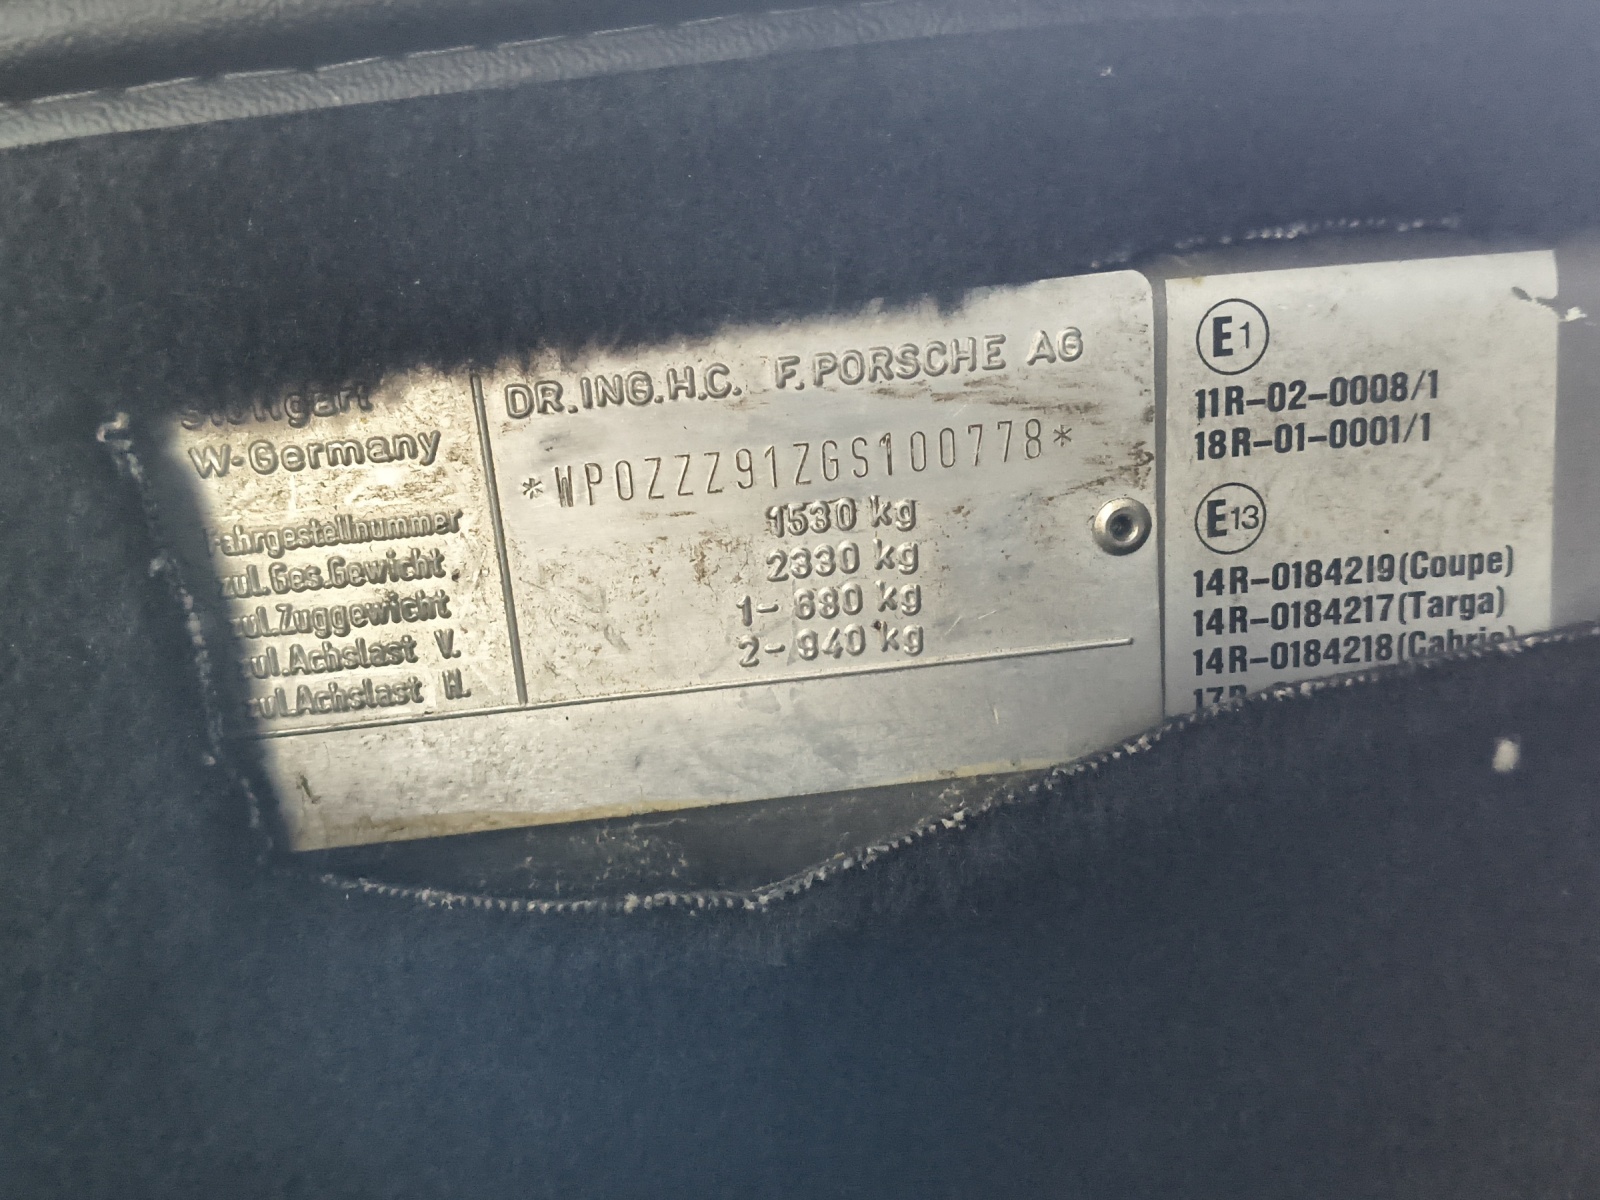 Stuttgart
W-Germany
DR.ING.H.C. F.PORSCHE AG
Fahrgestellnummer
*WP0ZZZ91ZGS100778*
zul.Ges.Gewicht
1530 kg
zul.Zuggewicht
2330 kg
zul.Achslast V.
1- 690 kg
zul.Achslast H.
2- 940 kg
E1
11R-02-0008/1
18R-01-0001/1
E13
14R-0184219(Coupe)
14R-0184217(Targa)
14R-0184218(Cabrio
17R